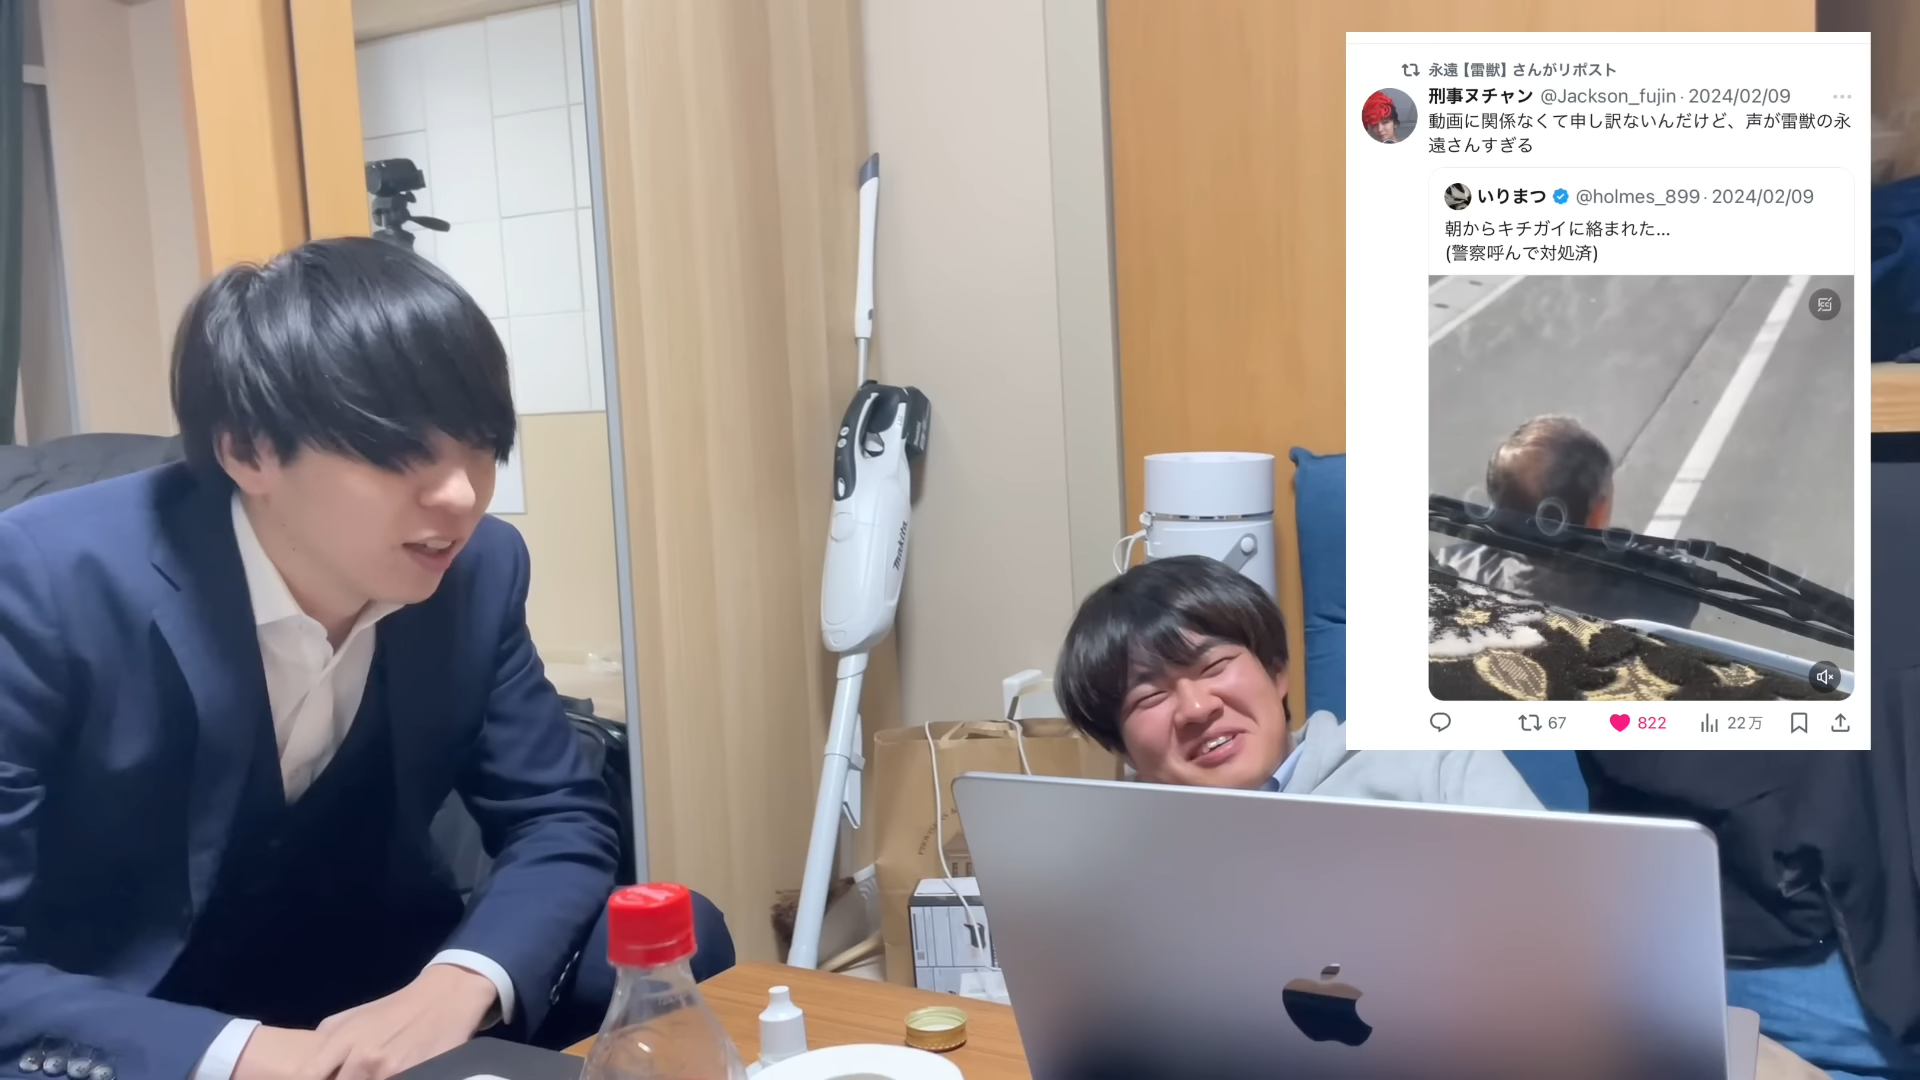 永遠【雷獣】さんがリポスト
刑事ヌチャン @Jackson_fujin · 2024/02/09
動画に関係なくて申し訳ないんだけど、声が雷獣の永
遠さんすぎる
いりまつ @holmes_899 · 2024/02/09
朝からキチガイに絡まれた...
(警察呼んで対処済)
67
822
22万
makita